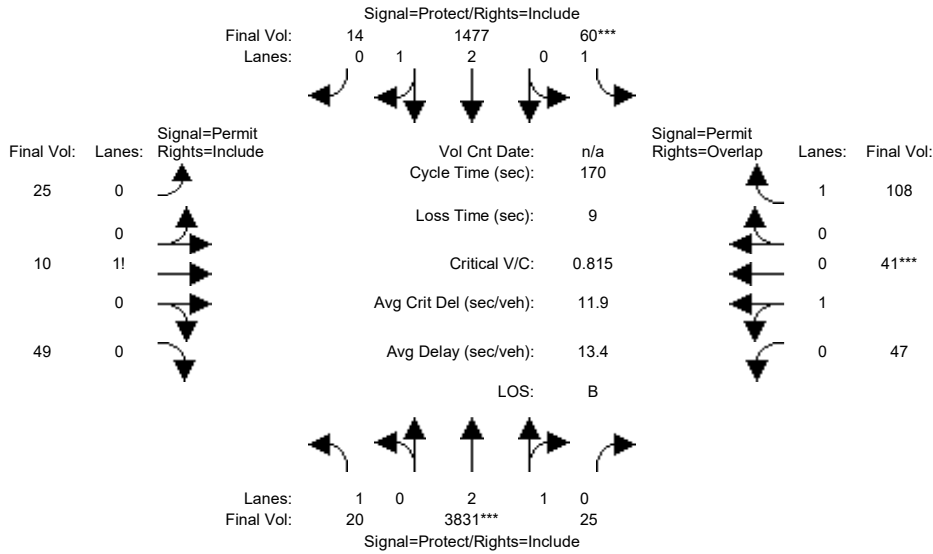 Signal=Protect/Rights=Include
Final Vol: 14 1477 60***
Lanes: 0 1 2 0 1
Signal=Permit
Final Vol: Lanes: Rights=Include
Vol Cnt Date: n/a
Signal=Permit
Rights=Overlap Lanes: Final Vol:
Cycle Time (sec): 170
25 0
1 108
Loss Time (sec): 9
0
0
10 1!
Critical V/C: 0.815
0 41***
0
Avg Crit Del (sec/veh): 11.9
1
49 0
Avg Delay (sec/veh): 13.4
0 47
LOS: B
Lanes: 1 0 2 1 0
Final Vol: 20 3831*** 25
Signal=Protect/Rights=Include